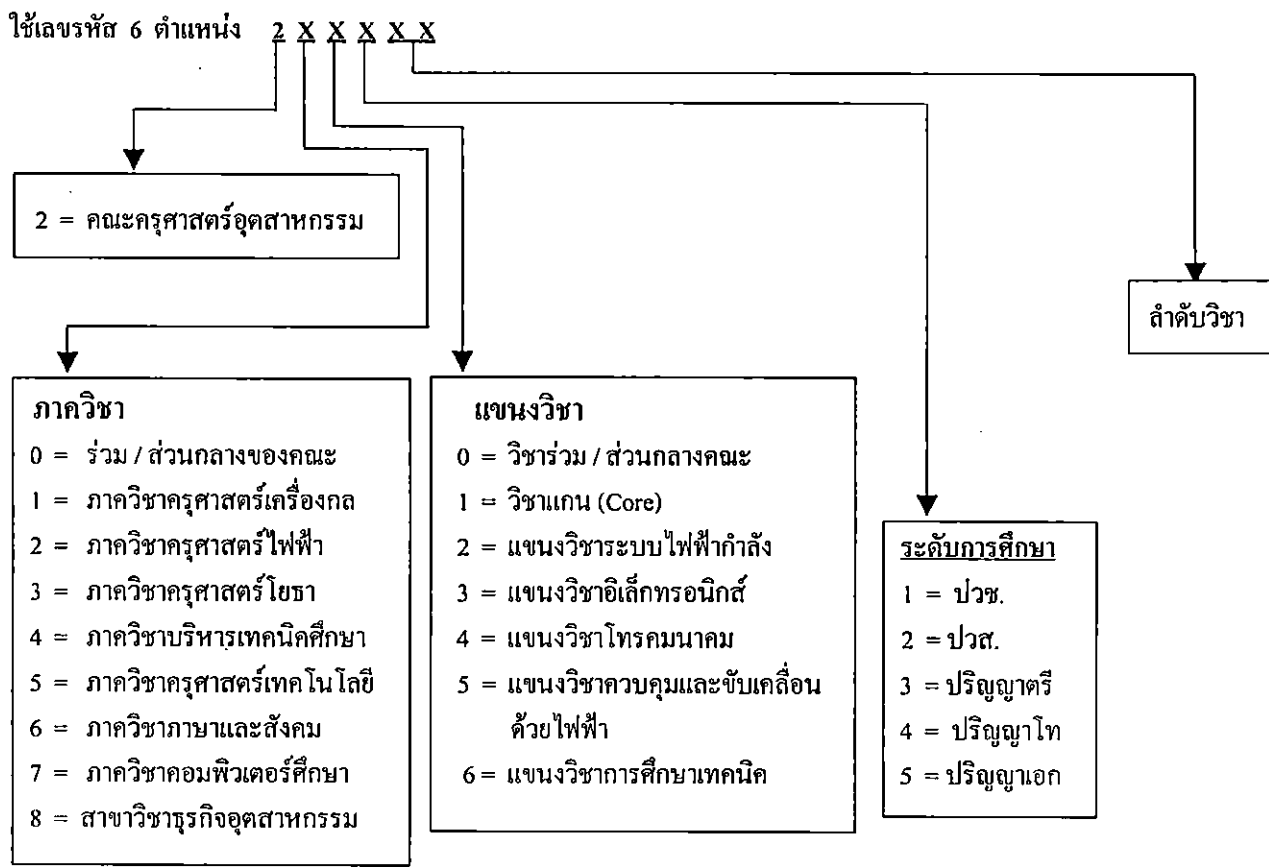 ใช้เลขรหัส 6 ตำแหน่ง 2 X X X X X
2 = คณะครุศาสตร์อุตสาหกรรม
ลำดับวิชา
ภาควิชา
0 = ร่วม / ส่วนกลางของคณะ
1 = ภาควิชาครุศาสตร์เครื่องกล
2 = ภาควิชาครุศาสตร์ไฟฟ้า
3 = ภาควิชาครุศาสตร์โยธา
4 = ภาควิชาบริหารเทคนิคศึกษา
5 = ภาควิชาครุศาสตร์เทคโนโลยี
6 = ภาควิชาภาษาและสังคม
7 = ภาควิชาคอมพิวเตอร์ศึกษา
8 = สาขาวิชาธุรกิจอุตสาหกรรม
แขนงวิชา
0 = วิชาร่วม / ส่วนกลางคณะ
1 = วิชาแกน (Core)
2 = แขนงวิชาระบบไฟฟ้ากำลัง
3 = แขนงวิชาอิเล็กทรอนิกส์
4 = แขนงวิชาโทรคมนาคม
5 = แขนงวิชาควบคุมและขับเคลื่อน
ด้วยไฟฟ้า
6 = แขนงวิชาการศึกษาเทคนิค
ระดับการศึกษา
1 = ปวช.
2 = ปวส.
3 = ปริญญาตรี
4 = ปริญญาโท
5 = ปริญญาเอก